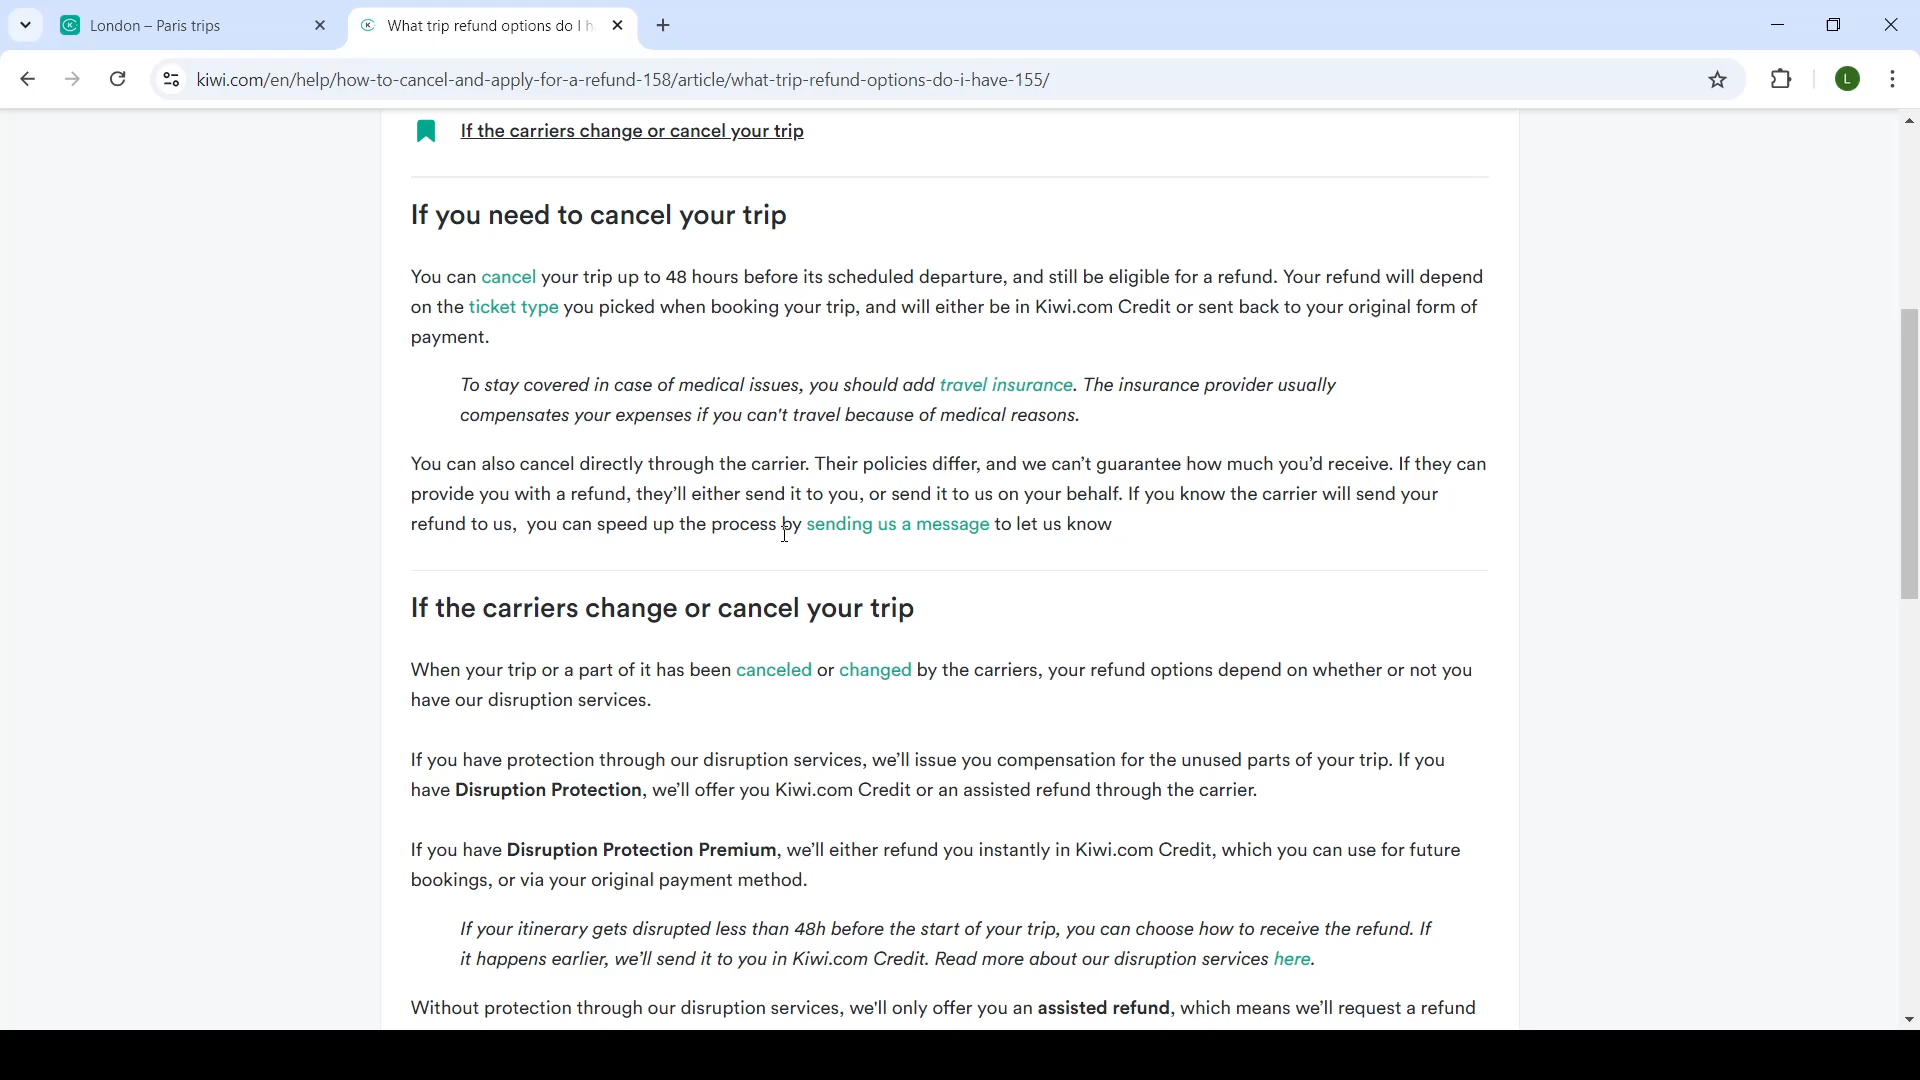 London – Paris trips
What trip refund options do I h
kiwi.com/en/help/how-to-cancel-and-apply-for-a-refund-158/article/what-trip-refund-options-do-i-have-155/
L
If the carriers change or cancel your trip
If you need to cancel your trip
You can cancel your trip up to 48 hours before its scheduled departure, and still be eligible for a refund. Your refund will depend
on the ticket type you picked when booking your trip, and will either be in Kiwi.com Credit or sent back to your original form of
payment.
To stay covered in case of medical issues, you should add travel insurance. The insurance provider usually
compensates your expenses if you can't travel because of medical reasons.
You can also cancel directly through the carrier. Their policies differ, and we can’t guarantee how much you’d receive. If they can
provide you with a refund, they’ll either send it to you, or send it to us on your behalf. If you know the carrier will send your
refund to us,  you can speed up the process by sending us a message to let us know
If the carriers change or cancel your trip
When your trip or a part of it has been canceled or changed by the carriers, your refund options depend on whether or not you
have our disruption services.
If you have protection through our disruption services, we’ll issue you compensation for the unused parts of your trip. If you
have Disruption Protection, we’ll offer you Kiwi.com Credit or an assisted refund through the carrier.
If you have Disruption Protection Premium, we’ll either refund you instantly in Kiwi.com Credit, which you can use for future
bookings, or via your original payment method.
If your itinerary gets disrupted less than 48h before the start of your trip, you can choose how to receive the refund. If
it happens earlier, we’ll send it to you in Kiwi.com Credit. Read more about our disruption services here.
Without protection through our disruption services, we'll only offer you an assisted refund, which means we’ll request a refund